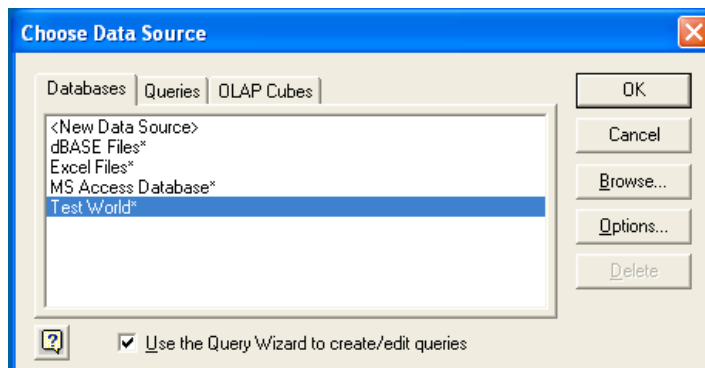 Choose Data Source
Databases Queries OLAP Cubes
<New Data Source>
dBASE Files*
Excel Files*
MS Access Database*
Test World*
OK
Cancel
Browse...
Options...
Delete
Use the Query Wizard to create/edit queries